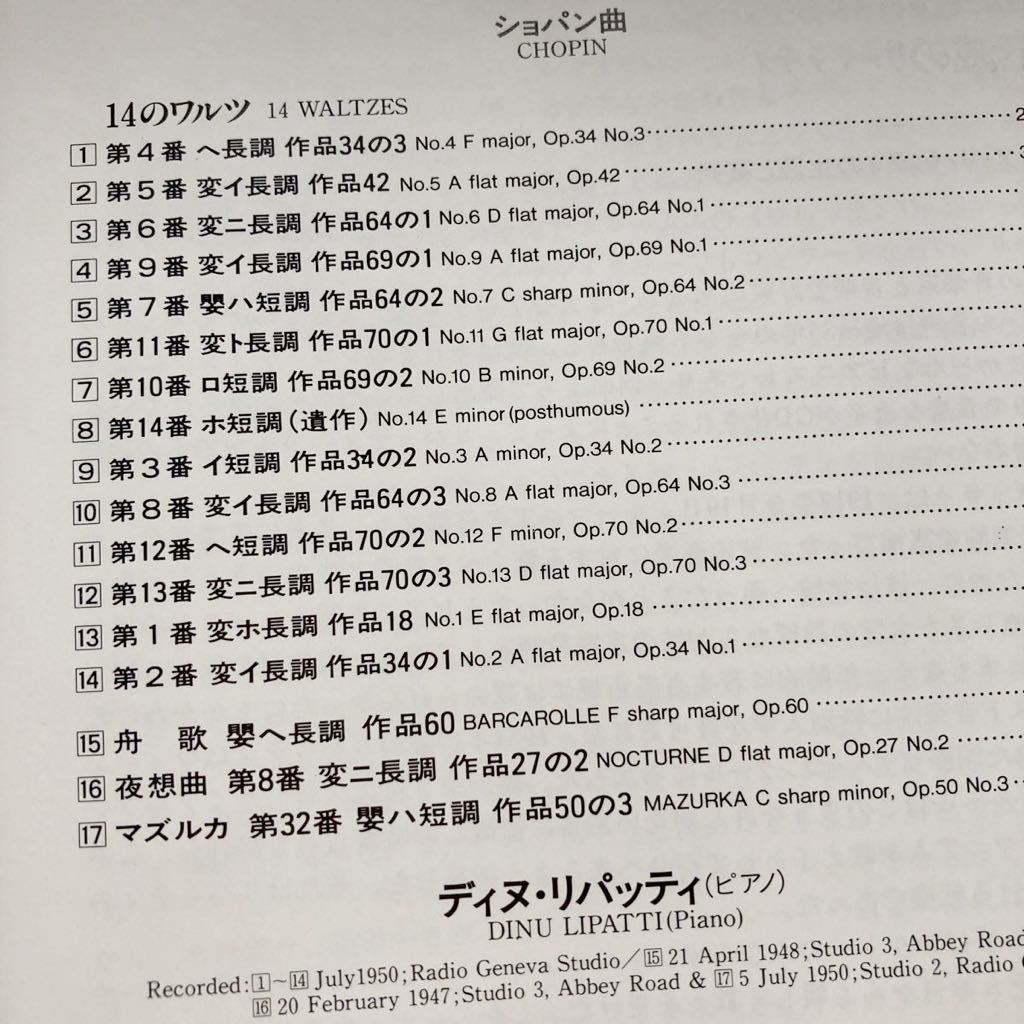 ショパン曲
CHOPIN
14のワルツ 14 WALTZES
1 第4番 ヘ長調 作品34の3 No.4 F major, Op.34 No.3 2
2 第5番 変イ長調 作品42 No.5 A flat major, Op.42
3 第6番 変ニ長調 作品64の1 No.6 D flat major, Op.64 No.1
4 第9番 変イ長調 作品69の1 No.9 A flat major, Op.69 No.1
5 第7番 嬰ハ短調 作品64の2 No.7 C sharp minor, Op.64 No.2
6 第11番 変ト長調 作品70の1 No.11 G flat major, Op.70 No.1
7 第10番 ロ短調 作品69の2 No.10 B minor, Op.69 No.2
8 第14番 ホ短調(遺作) No.14 E minor(posthumous)
9 第3番 イ短調 作品34の2 No.3 A minor, Op.34 No.2
10 第8番 変イ長調 作品64の3 No.8 A flat major, Op.64 No.3
11 第12番 ヘ短調 作品70の2 No.12 F minor, Op.70 No.2
12 第13番 変ニ長調 作品70の3 No.13 D flat major, Op.70 No.3
13 第1番 変ホ長調 作品18 No.1 E flat major, Op.18
14 第2番 変イ長調 作品34の1 No.2 A flat major, Op.34 No.1
15 舟 歌 嬰ヘ長調 作品60 BARCAROLLE F sharp major, Op.60
16 夜想曲 第8番 変ニ長調 作品27の2 NOCTURNE D flat major, Op.27 No.2
17 マズルカ 第32番 嬰ハ短調 作品50の3 MAZURKA C sharp minor, Op.50 No.3
ディヌ・リパッティ(ピアノ)
DINU LIPATTI(Piano)
Recorded:1~14 July1950;Radio Geneva Studio/15 21 April 1948;Studio 3, Abbey Road
16 20 February 1947;Studio 3, Abbey Road & 17 5 July 1950;Studio 2, Radio